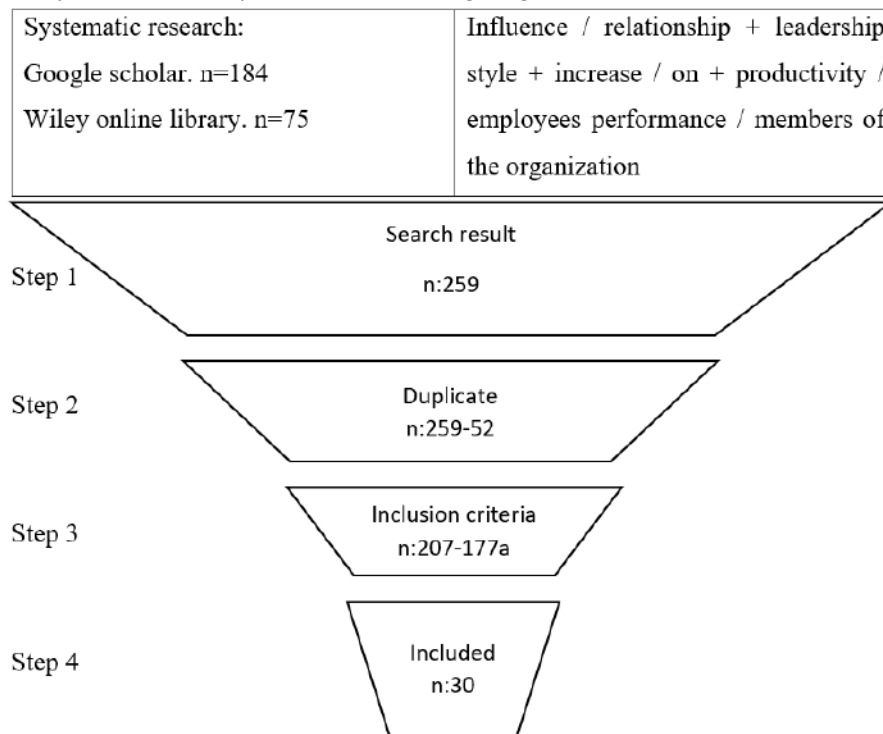 Systematic research:
Google scholar. n=184
Wiley online library. n=75
Influence / relationship + leadership
style + increase / on + productivity /
employees performance / members of
the organization
Search result
Step 1
n:259
Step 2
Duplicate
n:259-52
Step 3
Inclusion criteria
n:207-177a
Step 4
Included
n:30